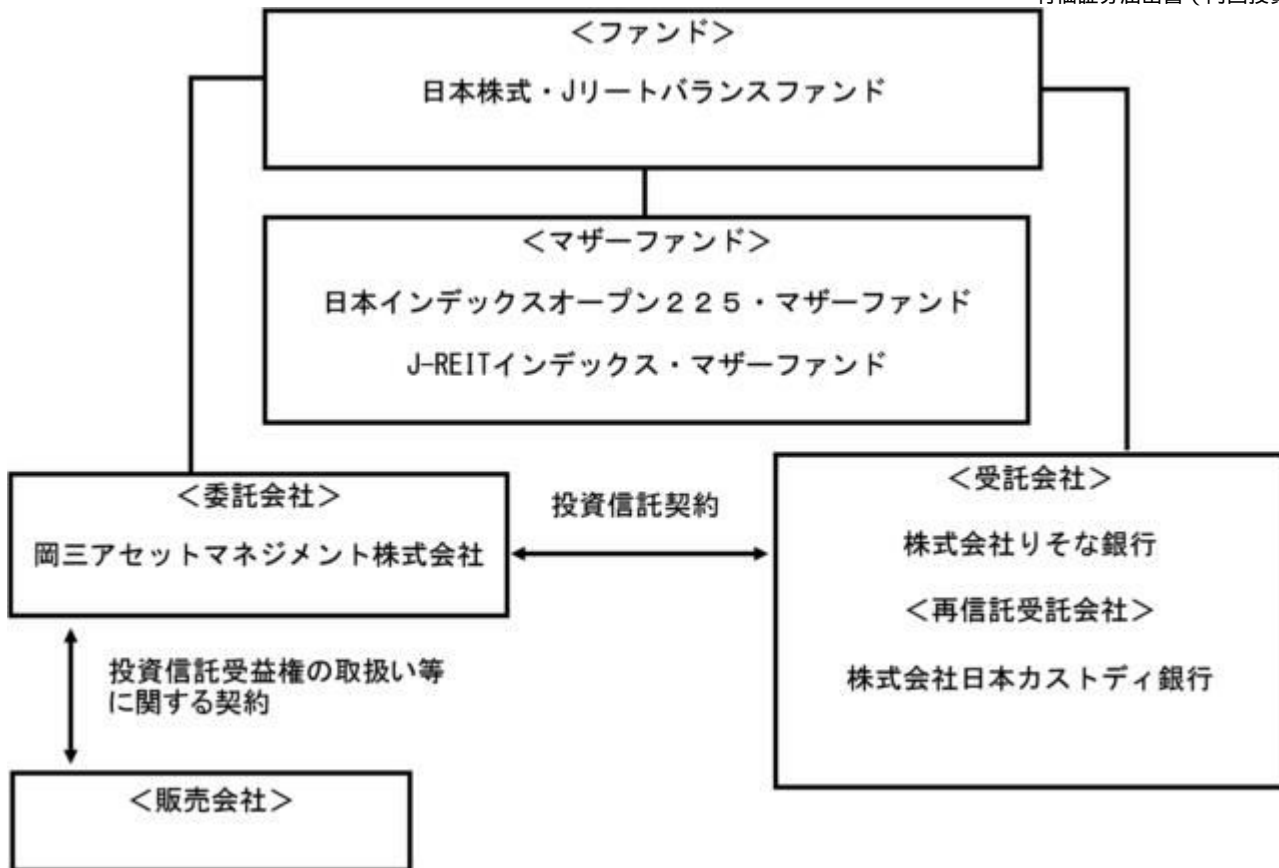 ＜ファンド＞
日本株式・Jリートバランスファンド
＜マザーファンド＞
日本インデックスオープン２２５・マザーファンド
J-REITインデックス・マザーファンド
＜委託会社＞
岡三アセットマネジメント株式会社
投資信託契約
＜受託会社＞
株式会社りそな銀行
＜再信託受託会社＞
株式会社日本カストディ銀行
投資信託受益権の取扱い等
に関する契約
＜販売会社＞